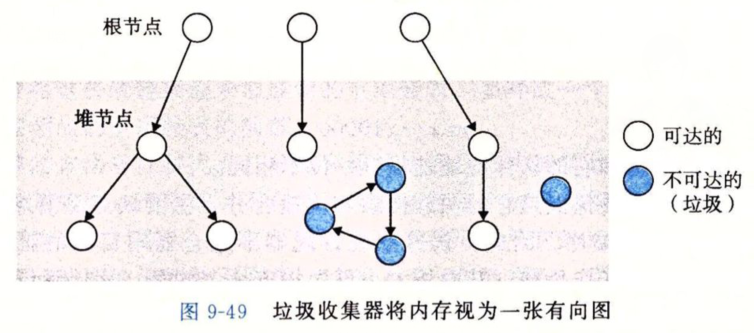 根节点
堆节点
可达的
不可达的
（垃圾）
图 9-49 垃圾收集器将内存视为一张有向图